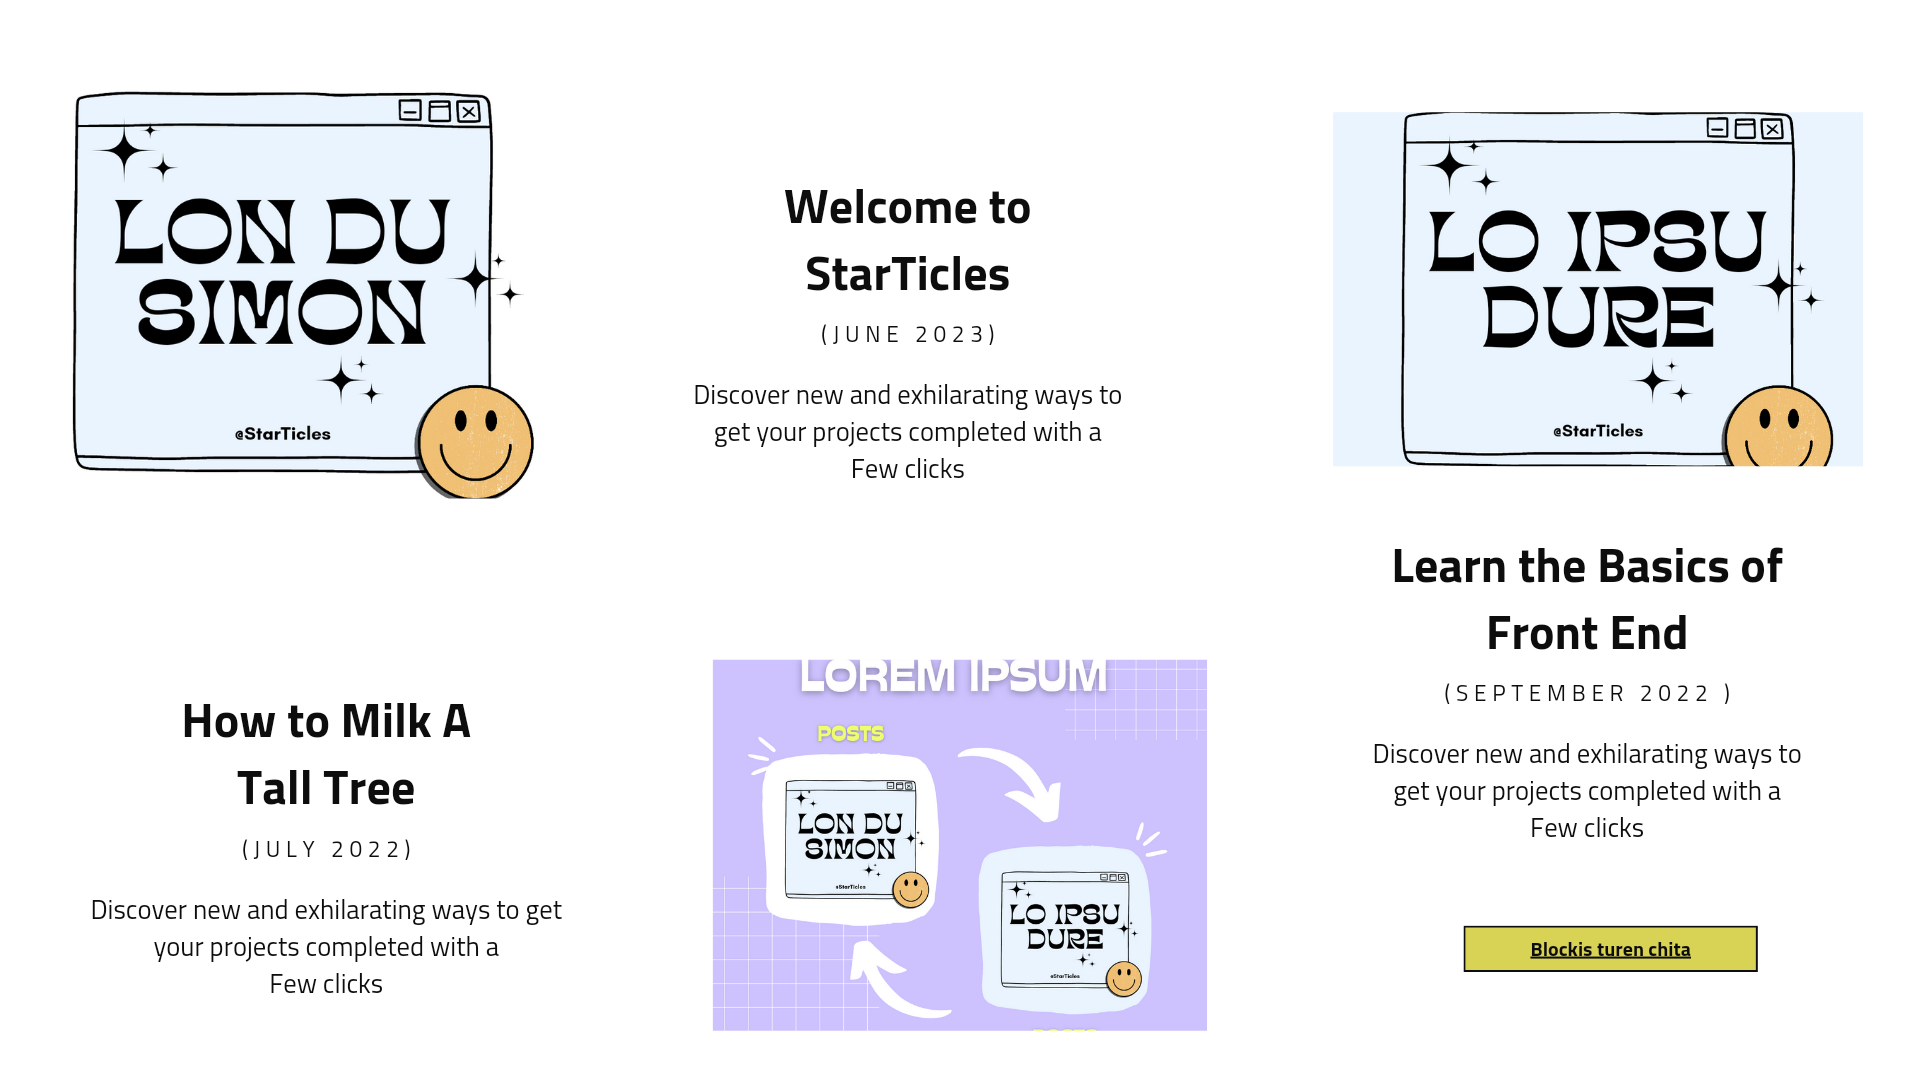 LON DU
SIMON
@StarTicles
Welcome to
StarTicles
(JUNE 2023)
Discover new and exhilarating ways to
get your projects completed with a
Few clicks
LO IPSU
DURE
@StarTicles
Learn the Basics of
Front End
(SEPTEMBER 2022 )
Discover new and exhilarating ways to
get your projects completed with a
Few clicks
Blockis turen chita
How to Milk A
Tall Tree
(JULY 2022)
Discover new and exhilarating ways to get
your projects completed with a
Few clicks
LOREM IPSUM
POSTS
LON DU
SIMON
@StarTicles
LO IPSU
DURE
@StarTicles